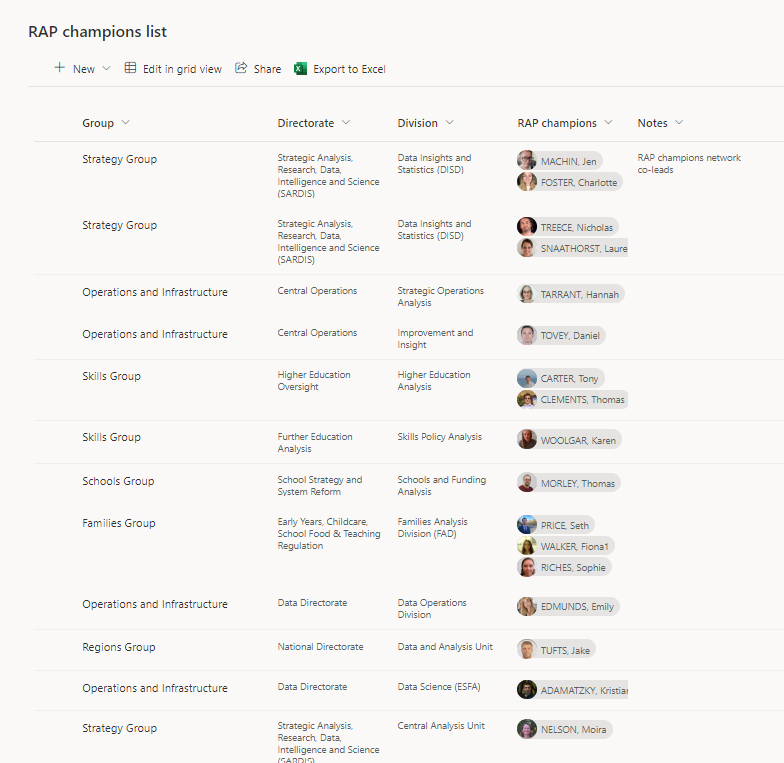 RAP champions list
New Edit in grid view Share Export to Excel
Group Directorate Division RAP champions Notes
Strategy Group
Strategic Analysis,
Research, Data,
Intelligence and Science
(SARDIS)
Data Insights and
Statistics (DISD)
MACHIN, Jen
FOSTER, Charlotte
RAP champions network
co-leads
Strategy Group
Strategic Analysis,
Research, Data,
Intelligence and Science
(SARDIS)
Data Insights and
Statistics (DISD)
TREECE, Nicholas
SNAATHORST, Laure
Operations and Infrastructure
Central Operations
Strategic Operations
Analysis
TARRANT, Hannah
Operations and Infrastructure
Central Operations
Improvement and
Insight
TOVEY, Daniel
Skills Group
Higher Education
Oversight
Higher Education
Analysis
CARTER, Tony
CLEMENTS, Thomas
Skills Group
Further Education
Analysis
Skills Policy Analysis
WOOLGAR, Karen
Schools Group
School Strategy and
System Reform
Schools and Funding
Analysis
MORLEY, Thomas
Families Group
Early Years, Childcare,
School Food & Teaching
Regulation
Families Analysis
Division (FAD)
PRICE, Seth
WALKER, Fiona1
RICHES, Sophie
Operations and Infrastructure
Data Directorate
Data Operations
Division
EDMUNDS, Emily
Regions Group
National Directorate
Data and Analysis Unit
TUFTS, Jake
Operations and Infrastructure
Data Directorate
Data Science (ESFA)
ADAMATZKY, Kristian
Strategy Group
Strategic Analysis,
Research, Data,
Intelligence and Science
(SARDIS)
Central Analysis Unit
NELSON, Moira